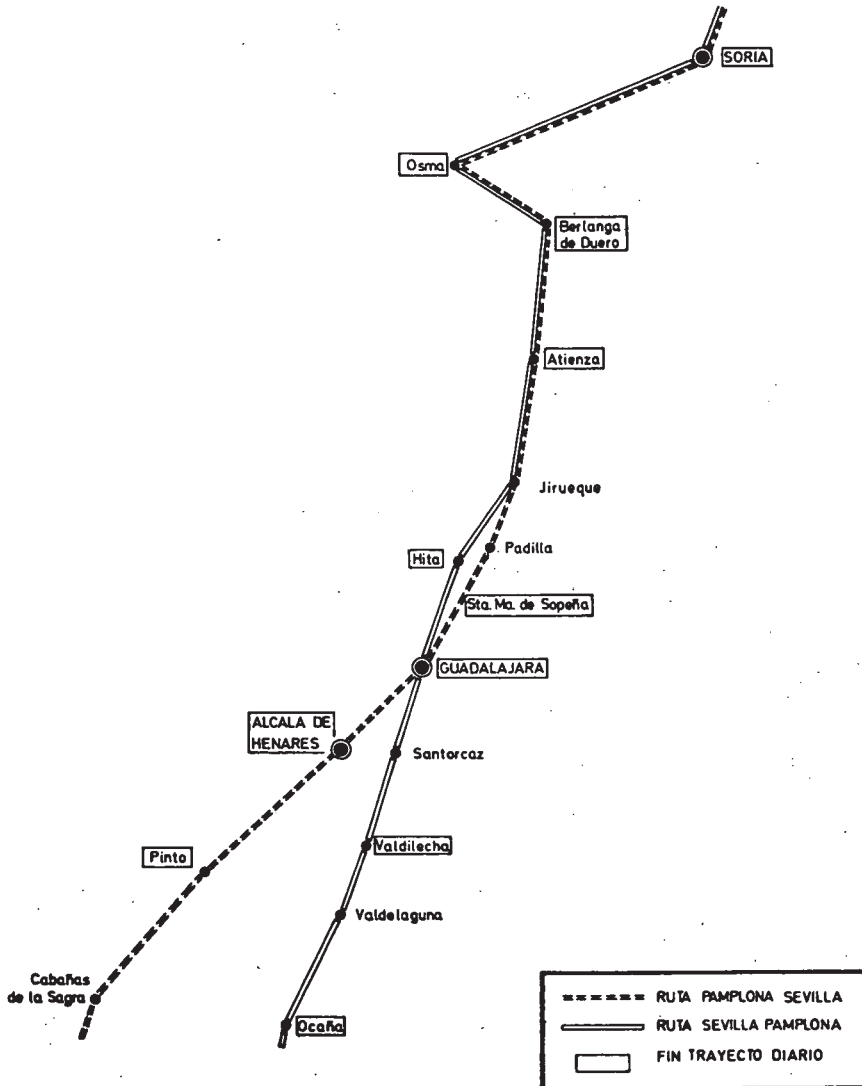 SORIA
Osma
Berlanga
de Duero
Atienza
Jirueque
Padilla
Hita
Sta. Ma. de Sopeña
GUADALAJARA
ALCALA DE
HENARES
Santorcaz
Valdilecha
Pinto
Valdelaguna
Cabañas
de la Sagra
Ocaña
RUTA PAMPLONA SEVILLA
RUTA SEVILLA PAMPLONA
FIN TRAYECTO DIARIO